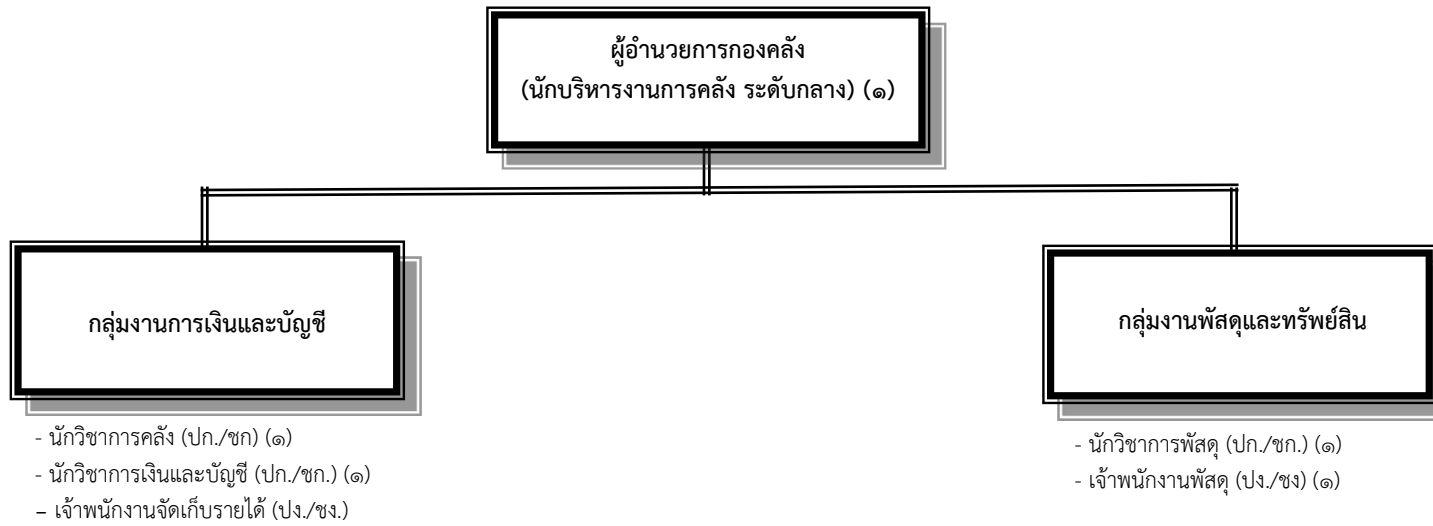 ผู้อำนวยการกองคลัง
(นักบริหารงานการคลัง ระดับกลาง) (๑)
กลุ่มงานการเงินและบัญชี
กลุ่มงานพัสดุและทรัพย์สิน
- นักวิชาการคลัง (ปก./ชก) (๑)
- นักวิชาการเงินและบัญชี (ปก./ชก.) (๑)
– เจ้าพนักงานจัดเก็บรายได้ (ปง./ชง.)
- นักวิชาการพัสดุ (ปก./ชก.) (๑)
- เจ้าพนักงานพัสดุ (ปง./ชง) (๑)